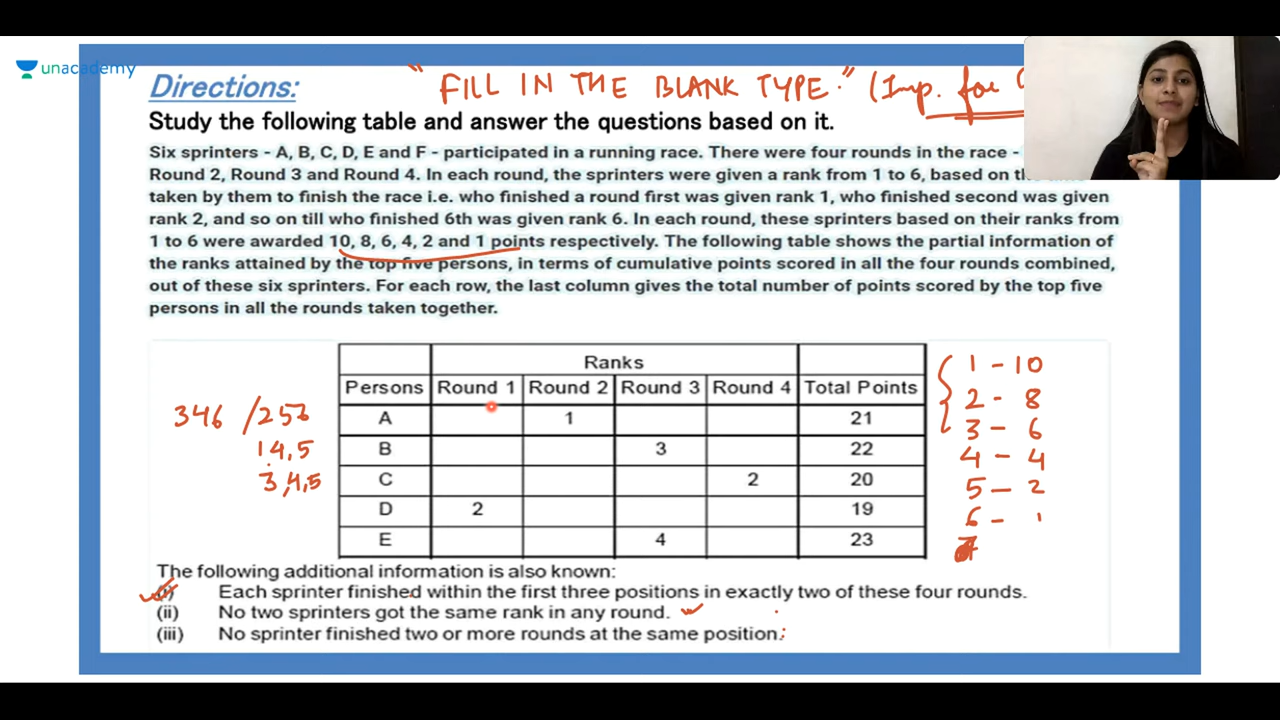 unacademy
Directions:
"FILL IN THE BLANK TYPE." (Imp. for
Study the following table and answer the questions based on it.
Six sprinters - A, B, C, D, E and F - participated in a running race. There were four rounds in the race -
Round 2, Round 3 and Round 4. In each round, the sprinters were given a rank from 1 to 6, based on the
taken by them to finish the race i.e. who finished a round first was given rank 1, who finished second was given
rank 2, and so on till who finished 6th was given rank 6. In each round, these sprinters based on their ranks from
1 to 6 were awarded 10, 8, 6, 4, 2 and 1 points respectively. The following table shows the partial information of
the ranks attained by the top five persons, in terms of cumulative points scored in all the four rounds combined,
out of these six sprinters. For each row, the last column gives the total number of points scored by the top five
persons in all the rounds taken together.
Ranks
Persons Round 1 Round 2 Round 3 Round 4 Total Points
A 1 21
B 3 22
C 2 20
D 2 19
E 4 23
346 / 256
14,5
3,4,5
1 - 10
2 - 8
3 - 6
4 - 4
5 - 2
6 - 1
The following additional information is also known:
(i) Each sprinter finished within the first three positions in exactly two of these four rounds.
(ii) No two sprinters got the same rank in any round.
(iii) No sprinter finished two or more rounds at the same position.